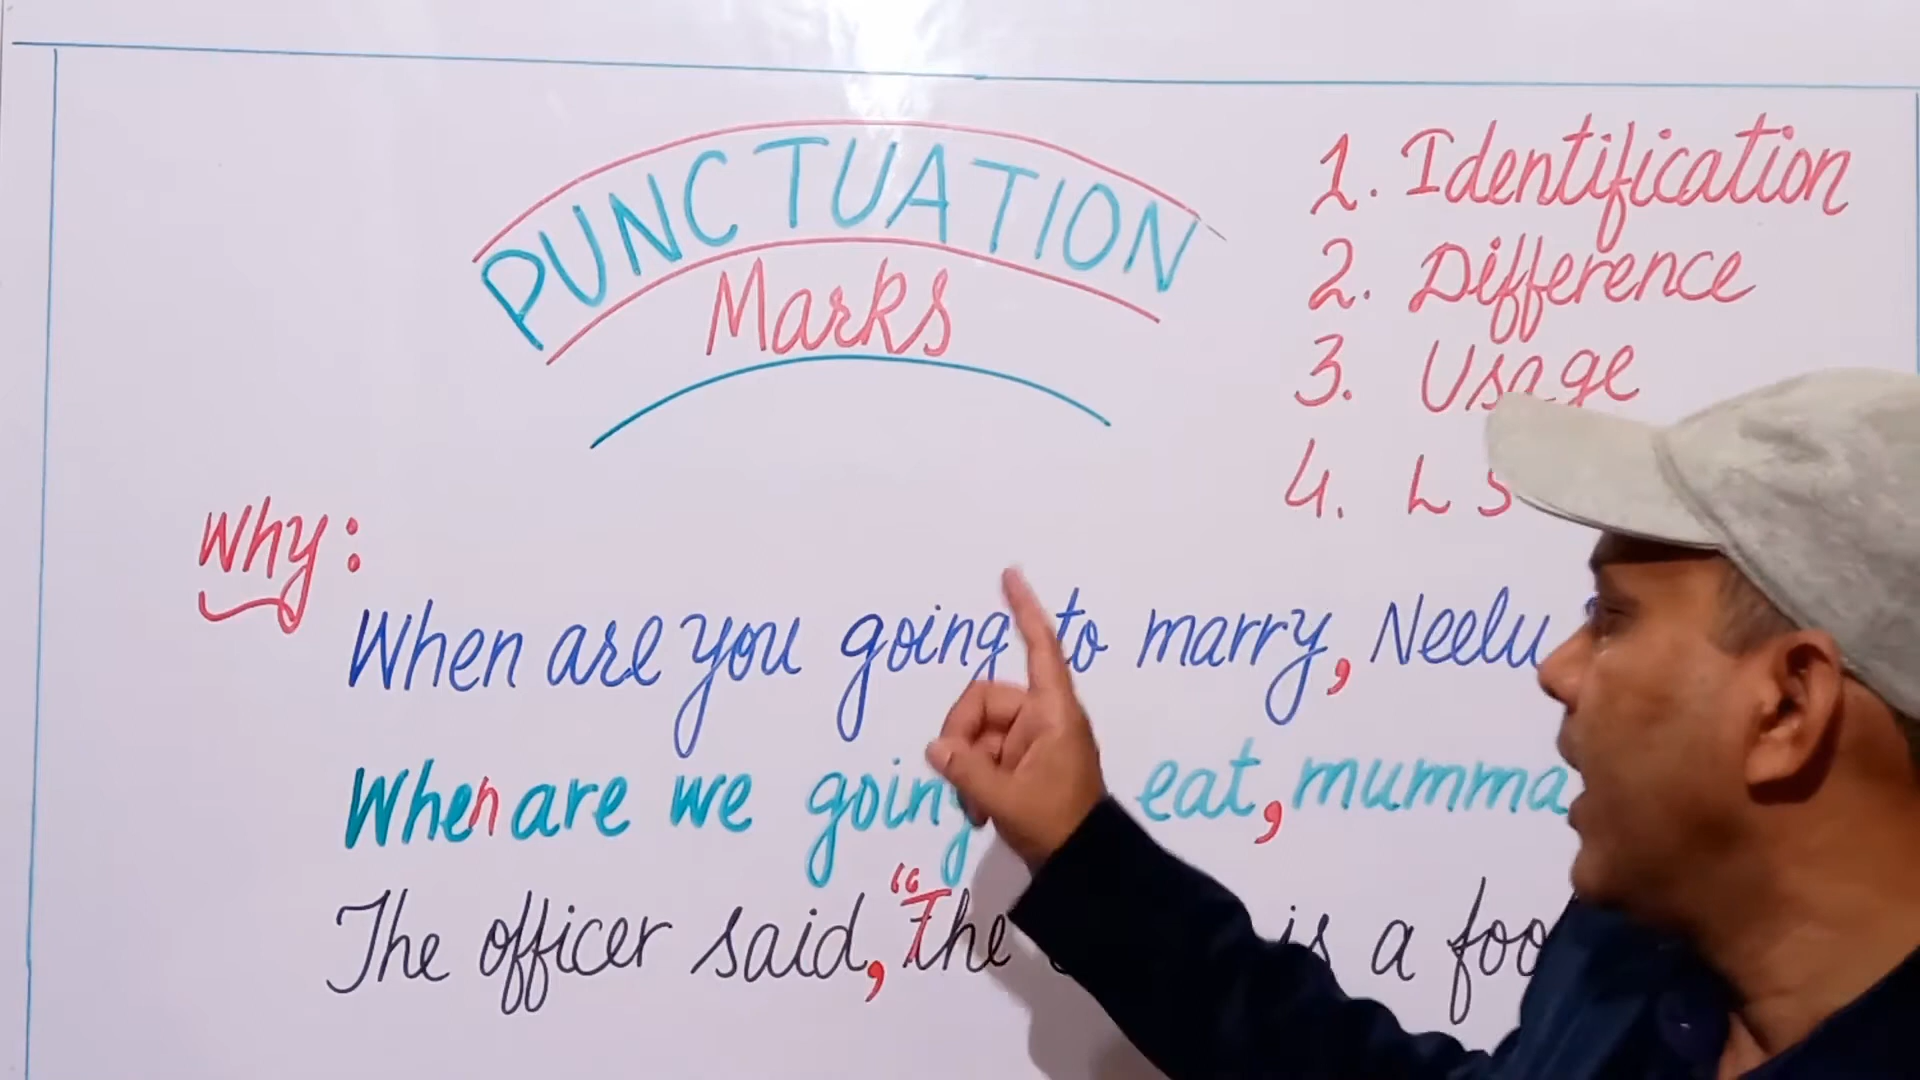 PUNCTUATION
Marks
1. Identification
2. Difference
3. Usage
4. L S
Why:
When are you going to marry, Neelu
When are we going eat, mumma
The officer said, “The is a